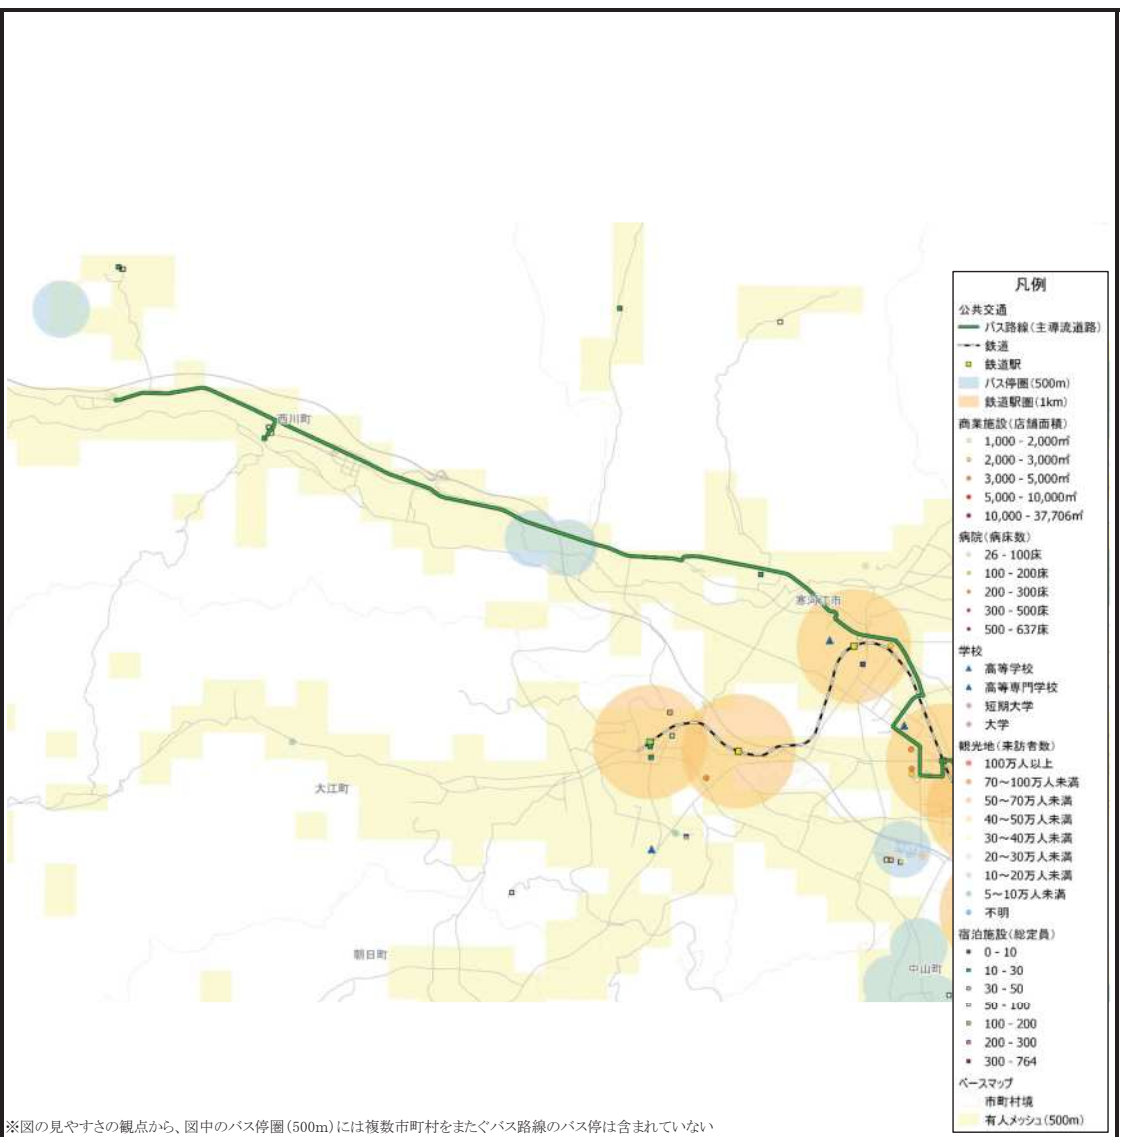 西川町
寒河江市
大江町
朝日町
中山町
凡例
公共交通
バス路線(主導流道路)
鉄道
鉄道駅
バス停圏(500m)
鉄道駅圏(1km)
商業施設(店舗面積)
1,000 - 2,000㎡
2,000 - 3,000㎡
3,000 - 5,000㎡
5,000 - 10,000㎡
10,000 - 37,706㎡
病院(病床数)
26 - 100床
100 - 200床
200 - 300床
300 - 500床
500 - 637床
学校
高等学校
高等専門学校
短期大学
大学
観光地(来訪者数)
100万人以上
70～100万人未満
50～70万人未満
40～50万人未満
30～40万人未満
20～30万人未満
10～20万人未満
5～10万人未満
不明
宿泊施設(総定員)
0 - 10
10 - 30
30 - 50
50 - 100
100 - 200
200 - 300
300 - 764
ベースマップ
市町村境
有人メッシュ(500m)
※図の見やすさの観点から、図中のバス停圏(500m)には複数市町村をまたぐバス路線のバス停は含まれていない